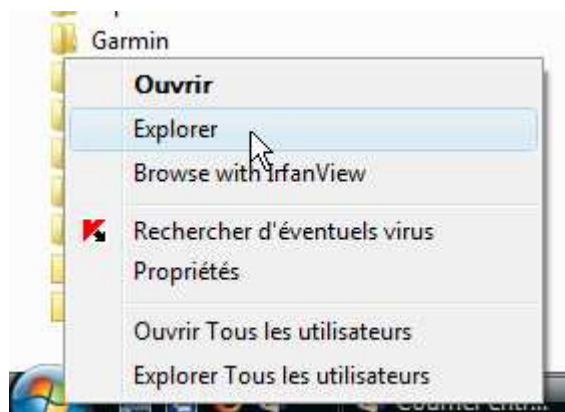 Garmin
Ouvrir
Explorer
Browse with IrfanView
Rechercher d'éventuels virus
Propriétés
Ouvrir Tous les utilisateurs
Explorer Tous les utilisateurs